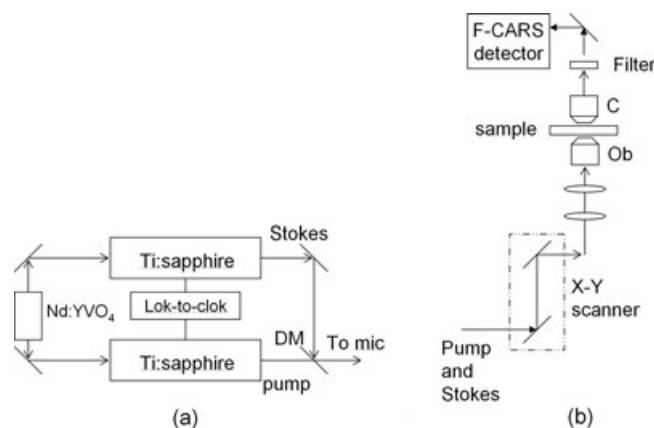 Stokes
Ti:sapphire
Nd:YVO4
Lok-to-clok
DM
To mic
Ti:sapphire
pump
(a)
F-CARS
detector
Filter
C
sample
Ob
X-Y
scanner
Pump
and
Stokes
(b)